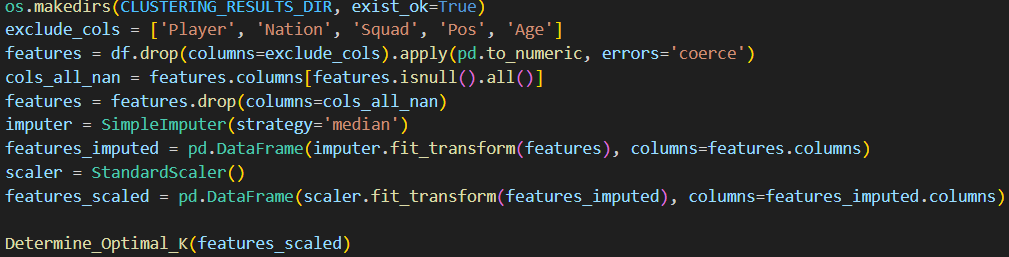 os.makedirs(CLUSTERING_RESULTS_DIR, exist_ok=True)
exclude_cols = ['Player', 'Nation', 'Squad', 'Pos', 'Age']
features = df.drop(columns=exclude_cols).apply(pd.to_numeric, errors='coerce')
cols_all_nan = features.columns[features.isnull().all()]
features = features.drop(columns=cols_all_nan)
imputer = SimpleImputer(strategy='median')
features_imputed = pd.DataFrame(imputer.fit_transform(features), columns=features.columns)
scaler = StandardScaler()
features_scaled = pd.DataFrame(scaler.fit_transform(features_imputed), columns=features_imputed.columns)
Determine_Optimal_K(features_scaled)